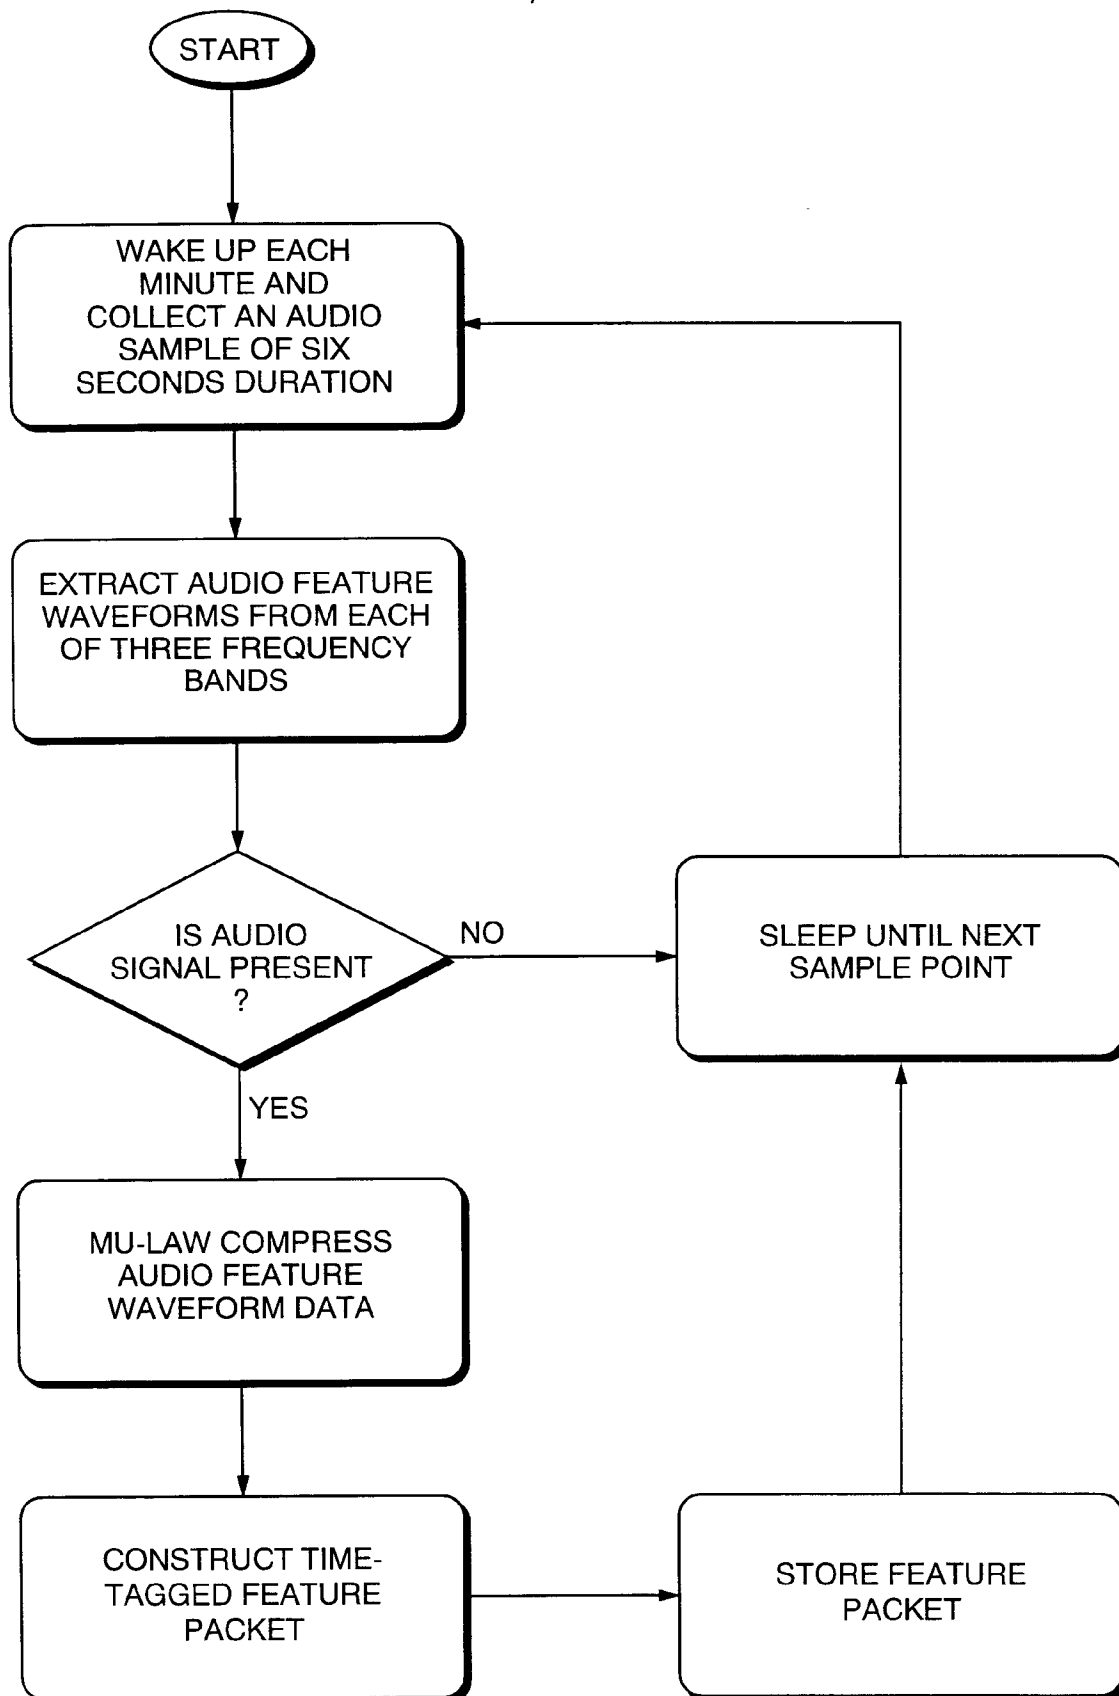 START
WAKE UP EACH
MINUTE AND
COLLECT AN AUDIO
SAMPLE OF SIX
SECONDS DURATION
EXTRACT AUDIO FEATURE
WAVEFORMS FROM EACH
OF THREE FREQUENCY
BANDS
IS AUDIO
SIGNAL PRESENT
?
NO
SLEEP UNTIL NEXT
SAMPLE POINT
YES
MU-LAW COMPRESS
AUDIO FEATURE
WAVEFORM DATA
CONSTRUCT TIME-
TAGGED FEATURE
PACKET
STORE FEATURE
PACKET